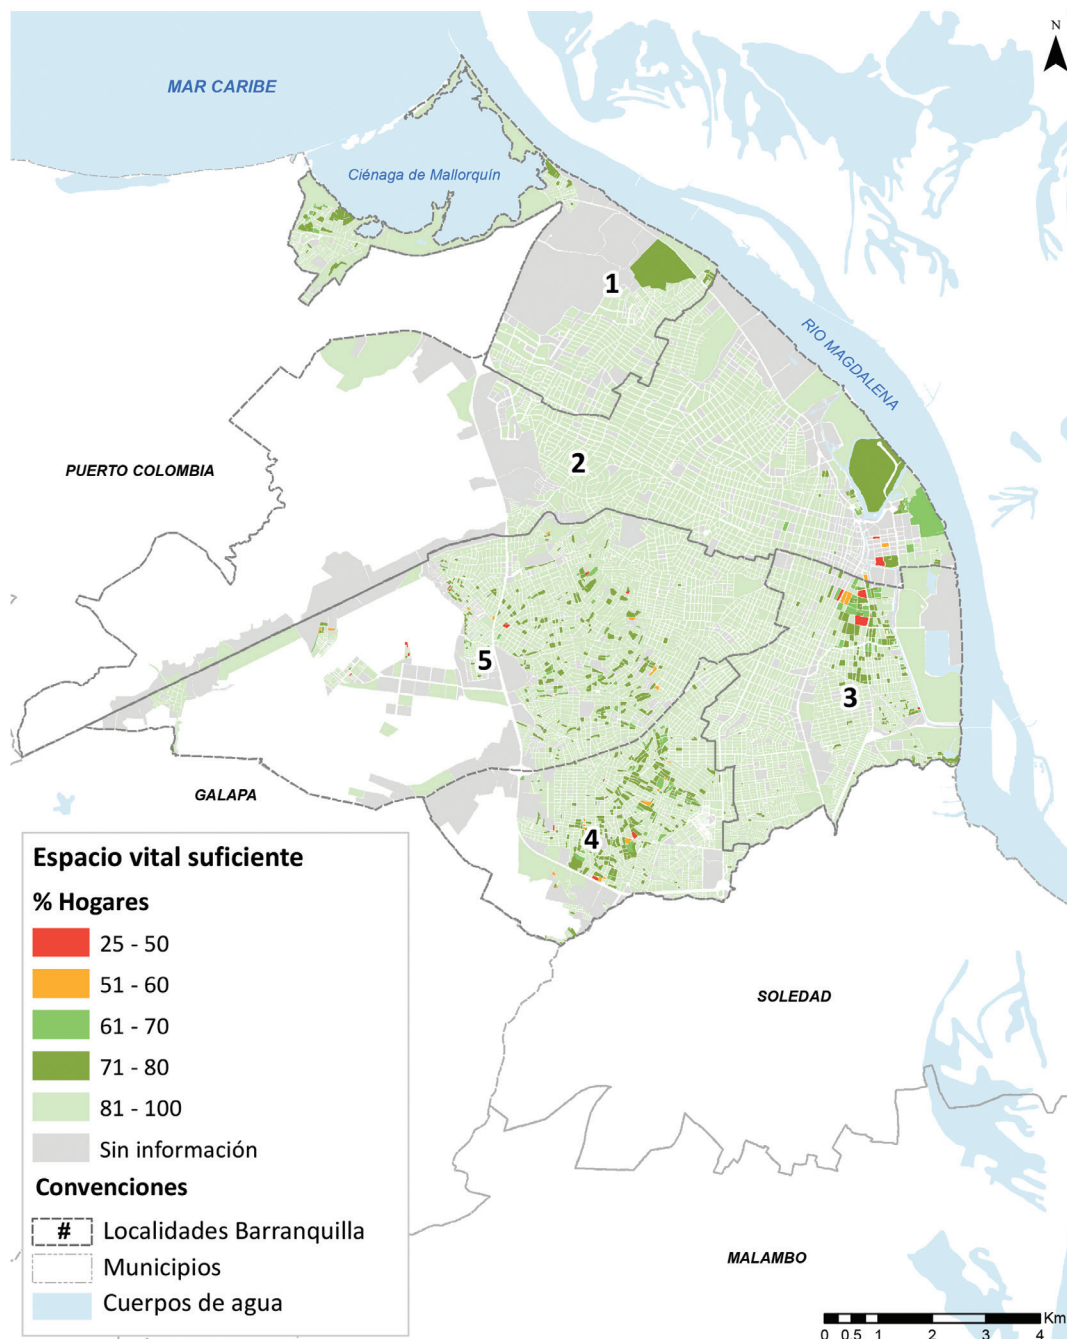 N
MAR CARIBE
Ciénaga de Mallorquín
1
RIO MAGDALENA
PUERTO COLOMBIA
2
5
3
GALAPA
4
Espacio vital suficiente
% Hogares
25 - 50
51 - 60
61 - 70
71 - 80
81 - 100
Sin información
Convenciones
# Localidades Barranquilla
Municipios
Cuerpos de agua
SOLEDAD
MALAMBO
Km
0 0.5 1 2 3 4